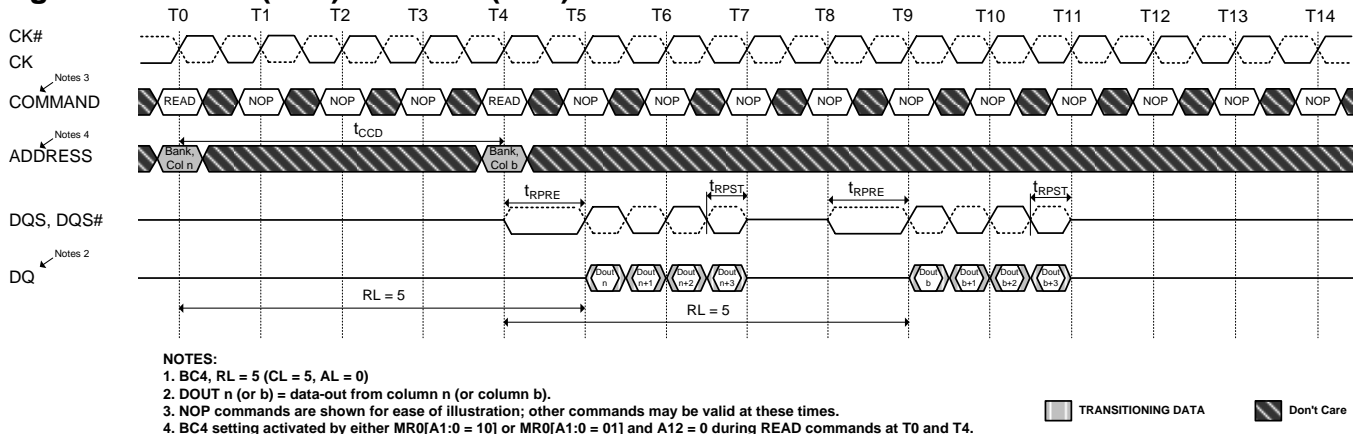 T0 T1 T2 T3 T4 T5 T6 T7 T8 T9 T10 T11 T12 T13 T14
CK#
CK
Notes 3
COMMAND READ NOP NOP NOP READ NOP NOP NOP NOP NOP NOP NOP NOP NOP NOP
tCCD
Notes 4
ADDRESS Bank, Col n Bank, Col b
tRPRE tRPST tRPRE tRPST
DQS, DQS#
Notes 2
DQ Dout n Dout n+1 Dout n+2 Dout n+3 Dout b Dout b+1 Dout b+2 Dout b+3
RL = 5
RL = 5
NOTES:
1. BC4, RL = 5 (CL = 5, AL = 0)
2. DOUT n (or b) = data-out from column n (or column b).
3. NOP commands are shown for ease of illustration; other commands may be valid at these times.
4. BC4 setting activated by either MR0[A1:0 = 10] or MR0[A1:0 = 01] and A12 = 0 during READ commands at T0 and T4.
TRANSITIONING DATA Don't Care